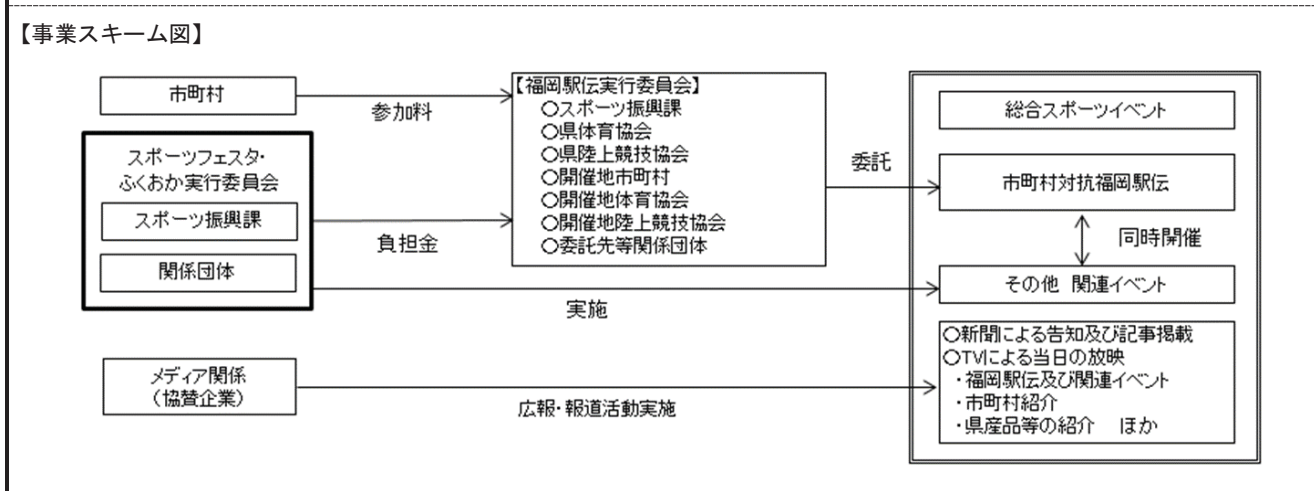 【事業スキーム図】
市町村
参加料
スポーツフェスタ・
ふくおか実行委員会
スポーツ振興課
関係団体
負担金
【福岡駅伝実行委員会】
○スポーツ振興課
○県体育協会
○県陸上競技協会
○開催地市町村
○開催地体育協会
○開催地陸上競技協会
○委託先等関係団体
委託
実施
総合スポーツイベント
市町村対抗福岡駅伝
同時開催
その他 関連イベント
メディア関係
（協賛企業）
広報・報道活動実施
○新聞による告知及び記事掲載
○TVによる当日の放映
・福岡駅伝及び関連イベント
・市町村紹介
・県産品等の紹介 ほか